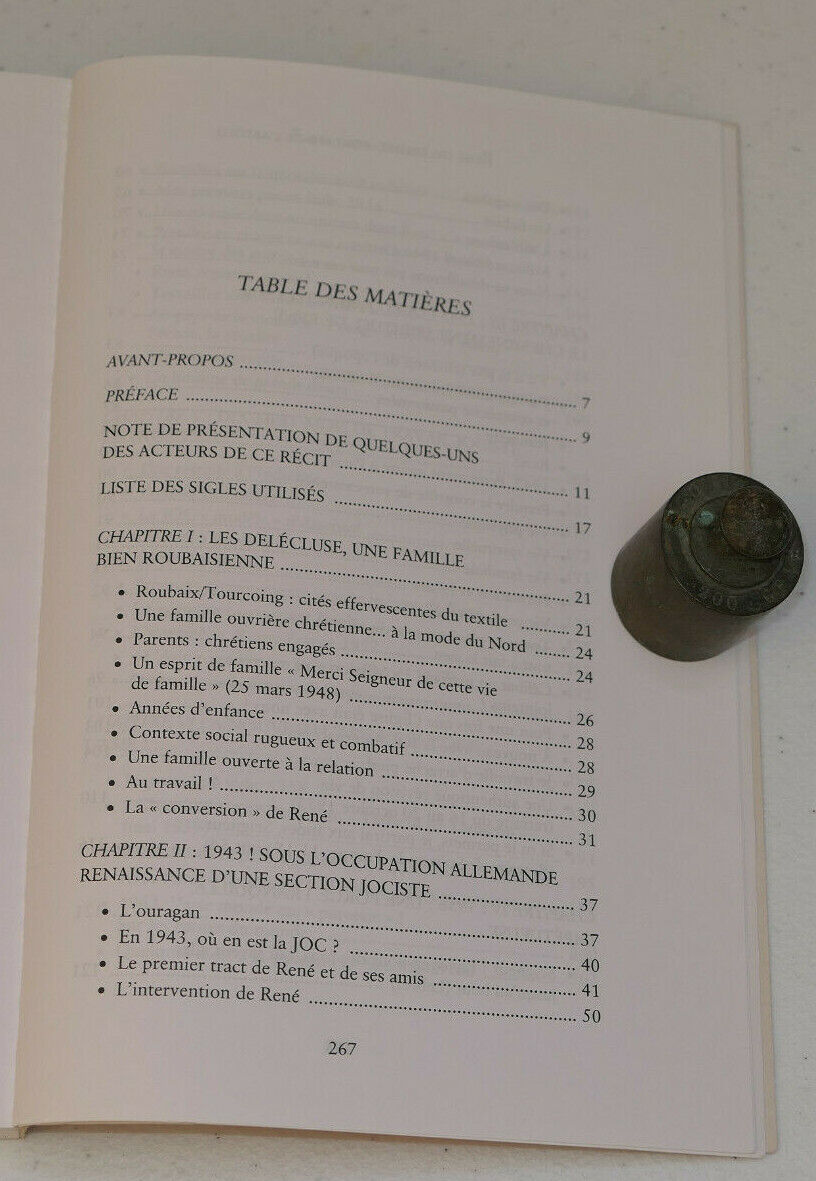 TABLE DES MATIÈRES
AVANT-PROPOS ........ 7
PRÉFACE ........ 9
NOTE DE PRÉSENTATION DE QUELQUES-UNS
DES ACTEURS DE CE RÉCIT ........ 11
LISTE DES SIGLES UTILISÉS ........ 17
CHAPITRE I : LES DELÉCLUSE, UNE FAMILLE
BIEN ROUBAISIENNE ........ 21
• Roubaix/Tourcoing : cités effervescentes du textile ........ 21
• Une famille ouvrière chrétienne... à la mode du Nord ........ 24
• Parents : chrétiens engagés ........ 24
• Un esprit de famille « Merci Seigneur de cette vie
de famille » (25 mars 1948) ........ 26
• Années d'enfance ........ 28
• Contexte social rugueux et combatif ........ 28
• Une famille ouverte à la relation ........ 29
• Au travail ! ........ 30
• La « conversion » de René ........ 31
CHAPITRE II : 1943 ! SOUS L'OCCUPATION ALLEMANDE
RENAISSANCE D'UNE SECTION JOCISTE ........ 37
• L'ouragan ........ 37
• En 1943, où en est la JOC ? ........ 40
• Le premier tract de René et de ses amis ........ 41
• L'intervention de René ........ 50
267